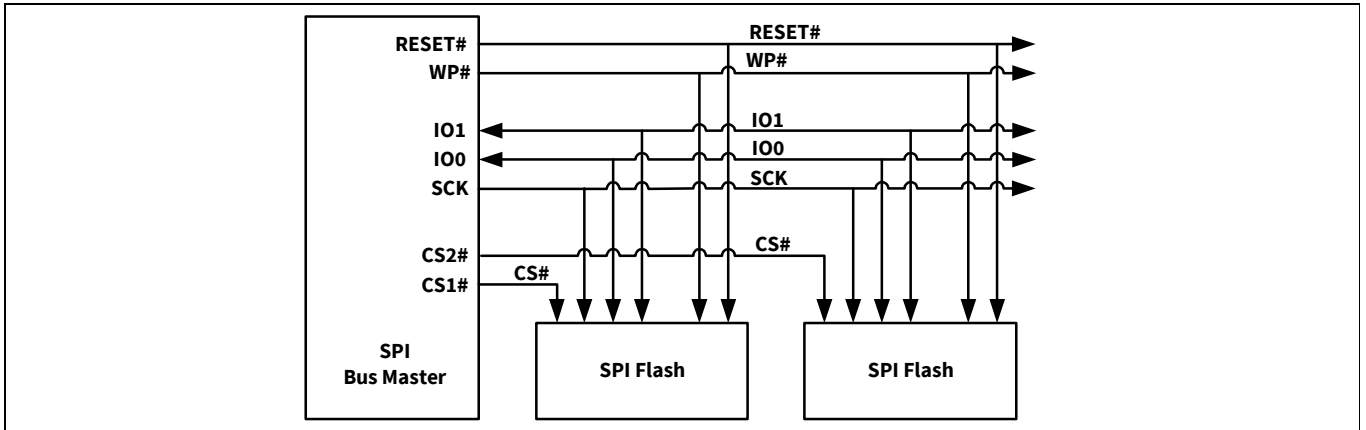 RESET#
RESET#
WP#
WP#
IO1
IO1
IO0
IO0
SCK
SCK
CS2#
CS#
CS1#
CS#
SPI
Bus Master
SPI Flash
SPI Flash